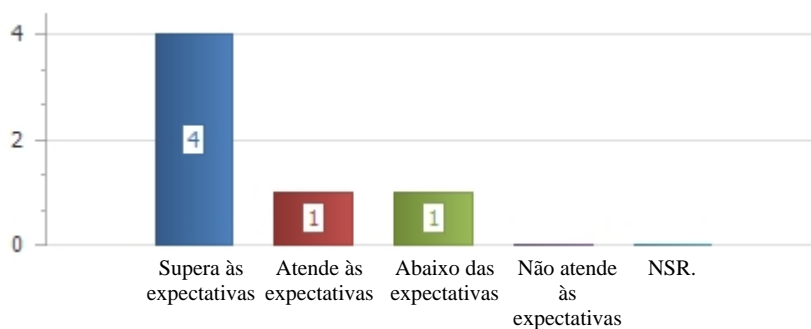 4
2
0
4
1
1
Supera às
expectativas
Atende às
expectativas
Abaixo das
expectativas
Não atende
às
expectativas
NSR.